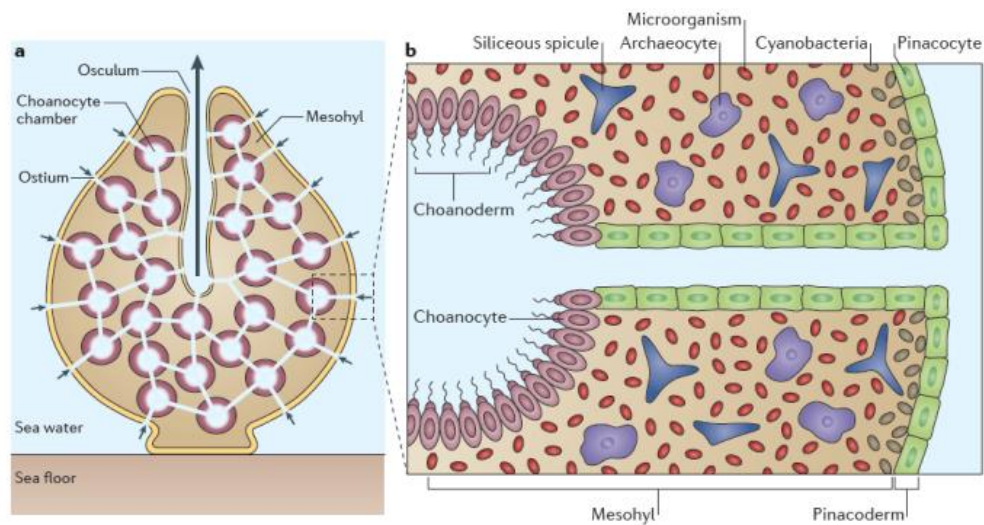 a
Osculum
Choanocyte
chamber
Mesohyl
Ostium
Sea water
Sea floor
b
Microorganism
Siliceous spicule
Archaeocyte
Cyanobacteria
Pinacocyte
Choanoderm
Choanocyte
Mesohyl
Pinacoderm